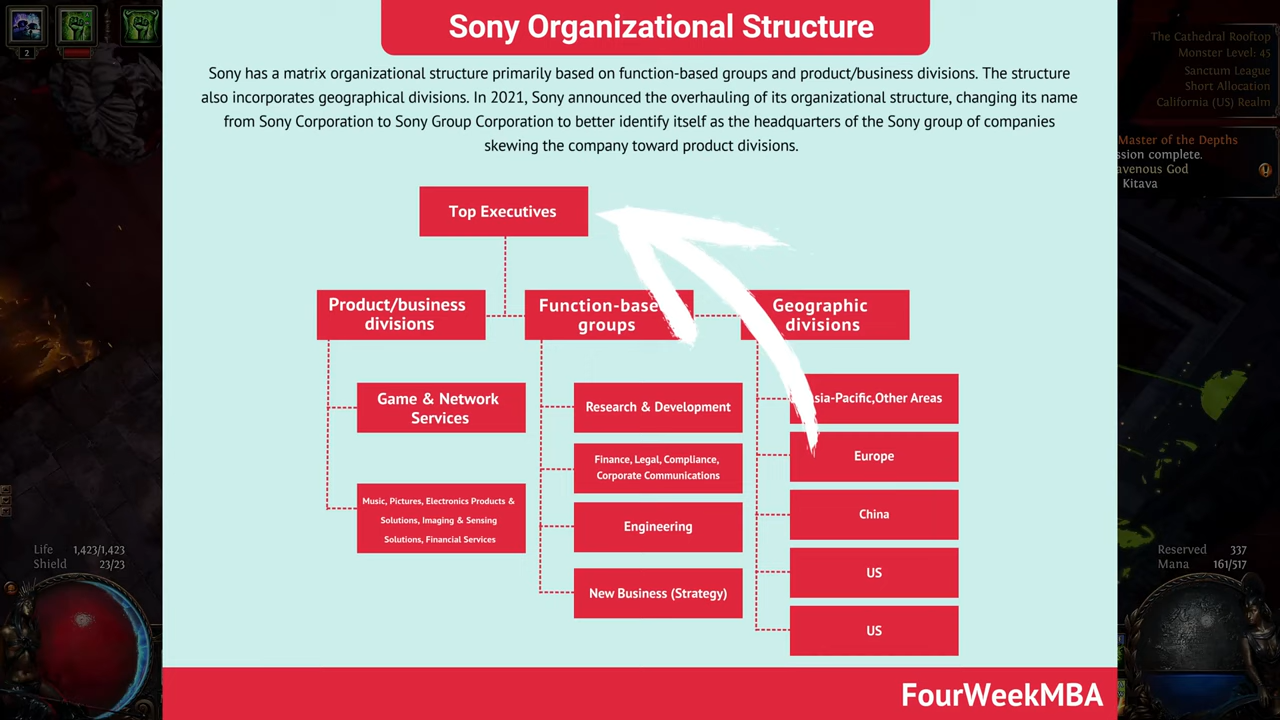 Sony Organizational Structure
Sony has a matrix organizational structure primarily based on function-based groups and product/business divisions. The structure
also incorporates geographical divisions. In 2021, Sony announced the overhauling of its organizational structure, changing its name
from Sony Corporation to Sony Group Corporation to better identify itself as the headquarters of the Sony group of companies
skewing the company toward product divisions.
Top Executives
Product/business
divisions
Game & Network
Services
Music, Pictures, Electronics Products &
Solutions, Imaging & Sensing
Solutions, Financial Services
groups
Research & Development
Finance, Legal, Compliance,
Corporate Communications
Engineering
New Business (Strategy)
Geographic
divisions
Areas
Europe
China
US
US
FourWeekMBA
2
Life 1,423/1,423
Shield 23/23
The Cathedral Rooftop
Monster Level: 45
Sanctum League
Short Allocation
California (US) Realm
Master of the Depths
complete.
God
Kitava
Reserved 337
Mana 161/517